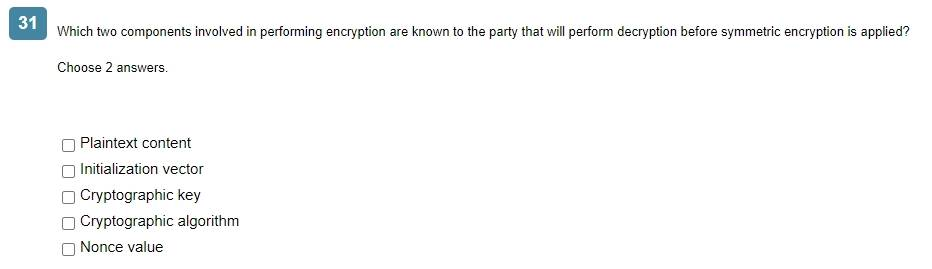 31
Which two components involved in performing encryption are known to the party that will perform decryption before symmetric encryption is applied?
Choose 2 answers.
Plaintext content
Initialization vector
Cryptographic key
Cryptographic algorithm
Nonce value